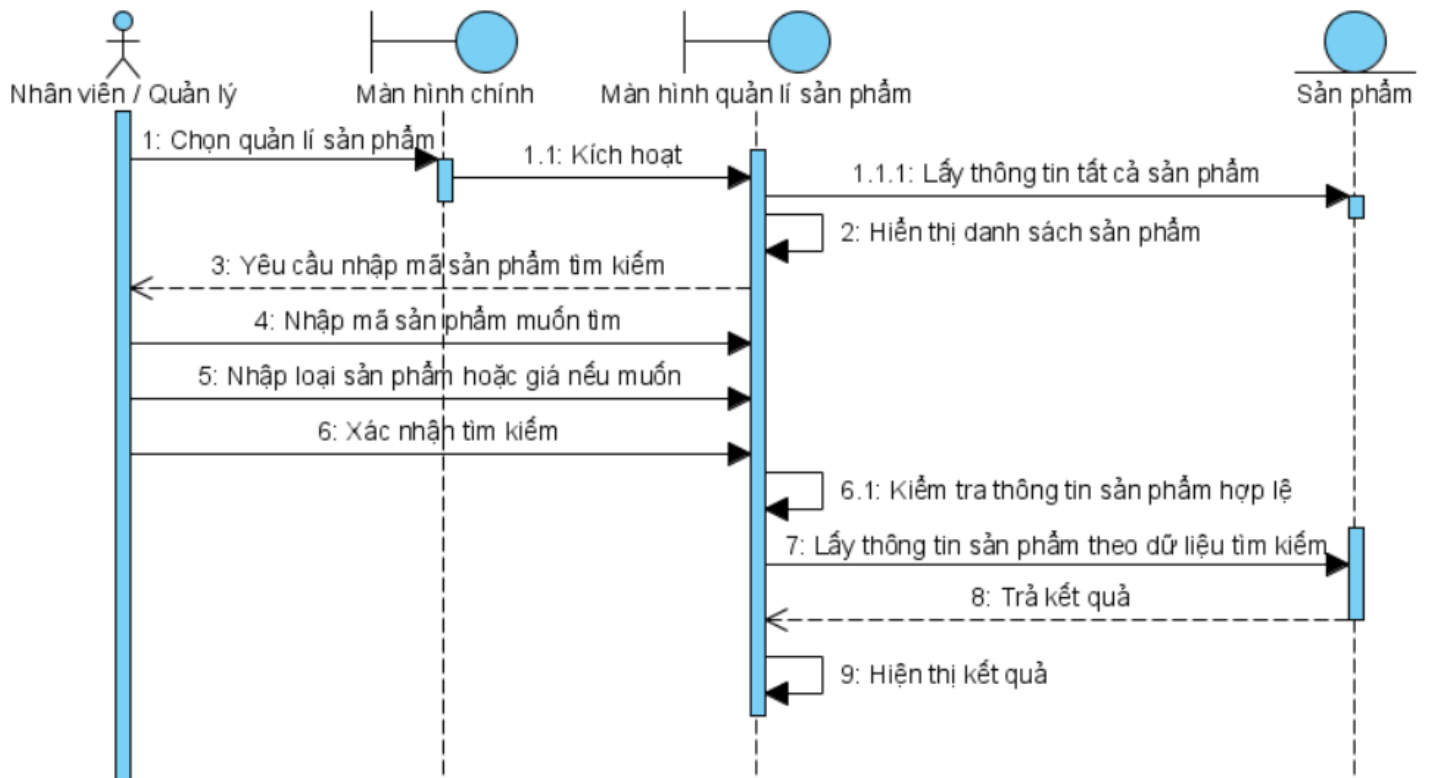 Nhân viên / Quản lý
Màn hình chính
Màn hình quản lí sản phẩm
Sản phẩm
1: Chọn quản lí sản phẩm
1.1: Kích hoạt
1.1.1: Lấy thông tin tất cả sản phẩm
2: Hiển thị danh sách sản phẩm
3: Yêu cầu nhập mã sản phẩm tìm kiếm
4: Nhập mã sản phẩm muốn tìm
5: Nhập loại sản phẩm hoặc giá nếu muốn
6: Xác nhận tìm kiếm
6.1: Kiểm tra thông tin sản phẩm hợp lệ
7: Lấy thông tin sản phẩm theo dữ liệu tìm kiếm
8: Trả kết quả
9: Hiện thị kết quả